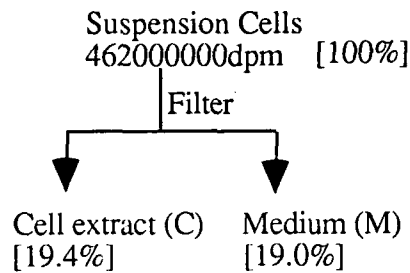 Suspension Cells
462000000dpm [100%]
Filter
Cell extract (C) Medium (M)
[19.4%] [19.0%]